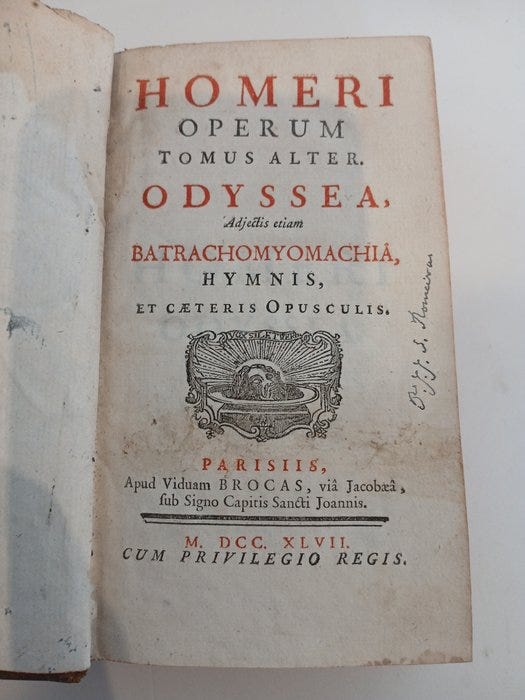 HOMERI
OPERUM
TOMUS ALTER.
ODYSSEA,
Adjectis etiam
BATRACHOMYOMACHIÂ,
HYMNIS,
ET CÆTERIS OPUSCULIS.
PARISIIS,
Apud Viduam BROCAS, viâ Jacobæâ,
sub Signo Capitis Sancti Joannis.
M. DCC. XLVII.
CUM PRIVILEGIO REGIS.